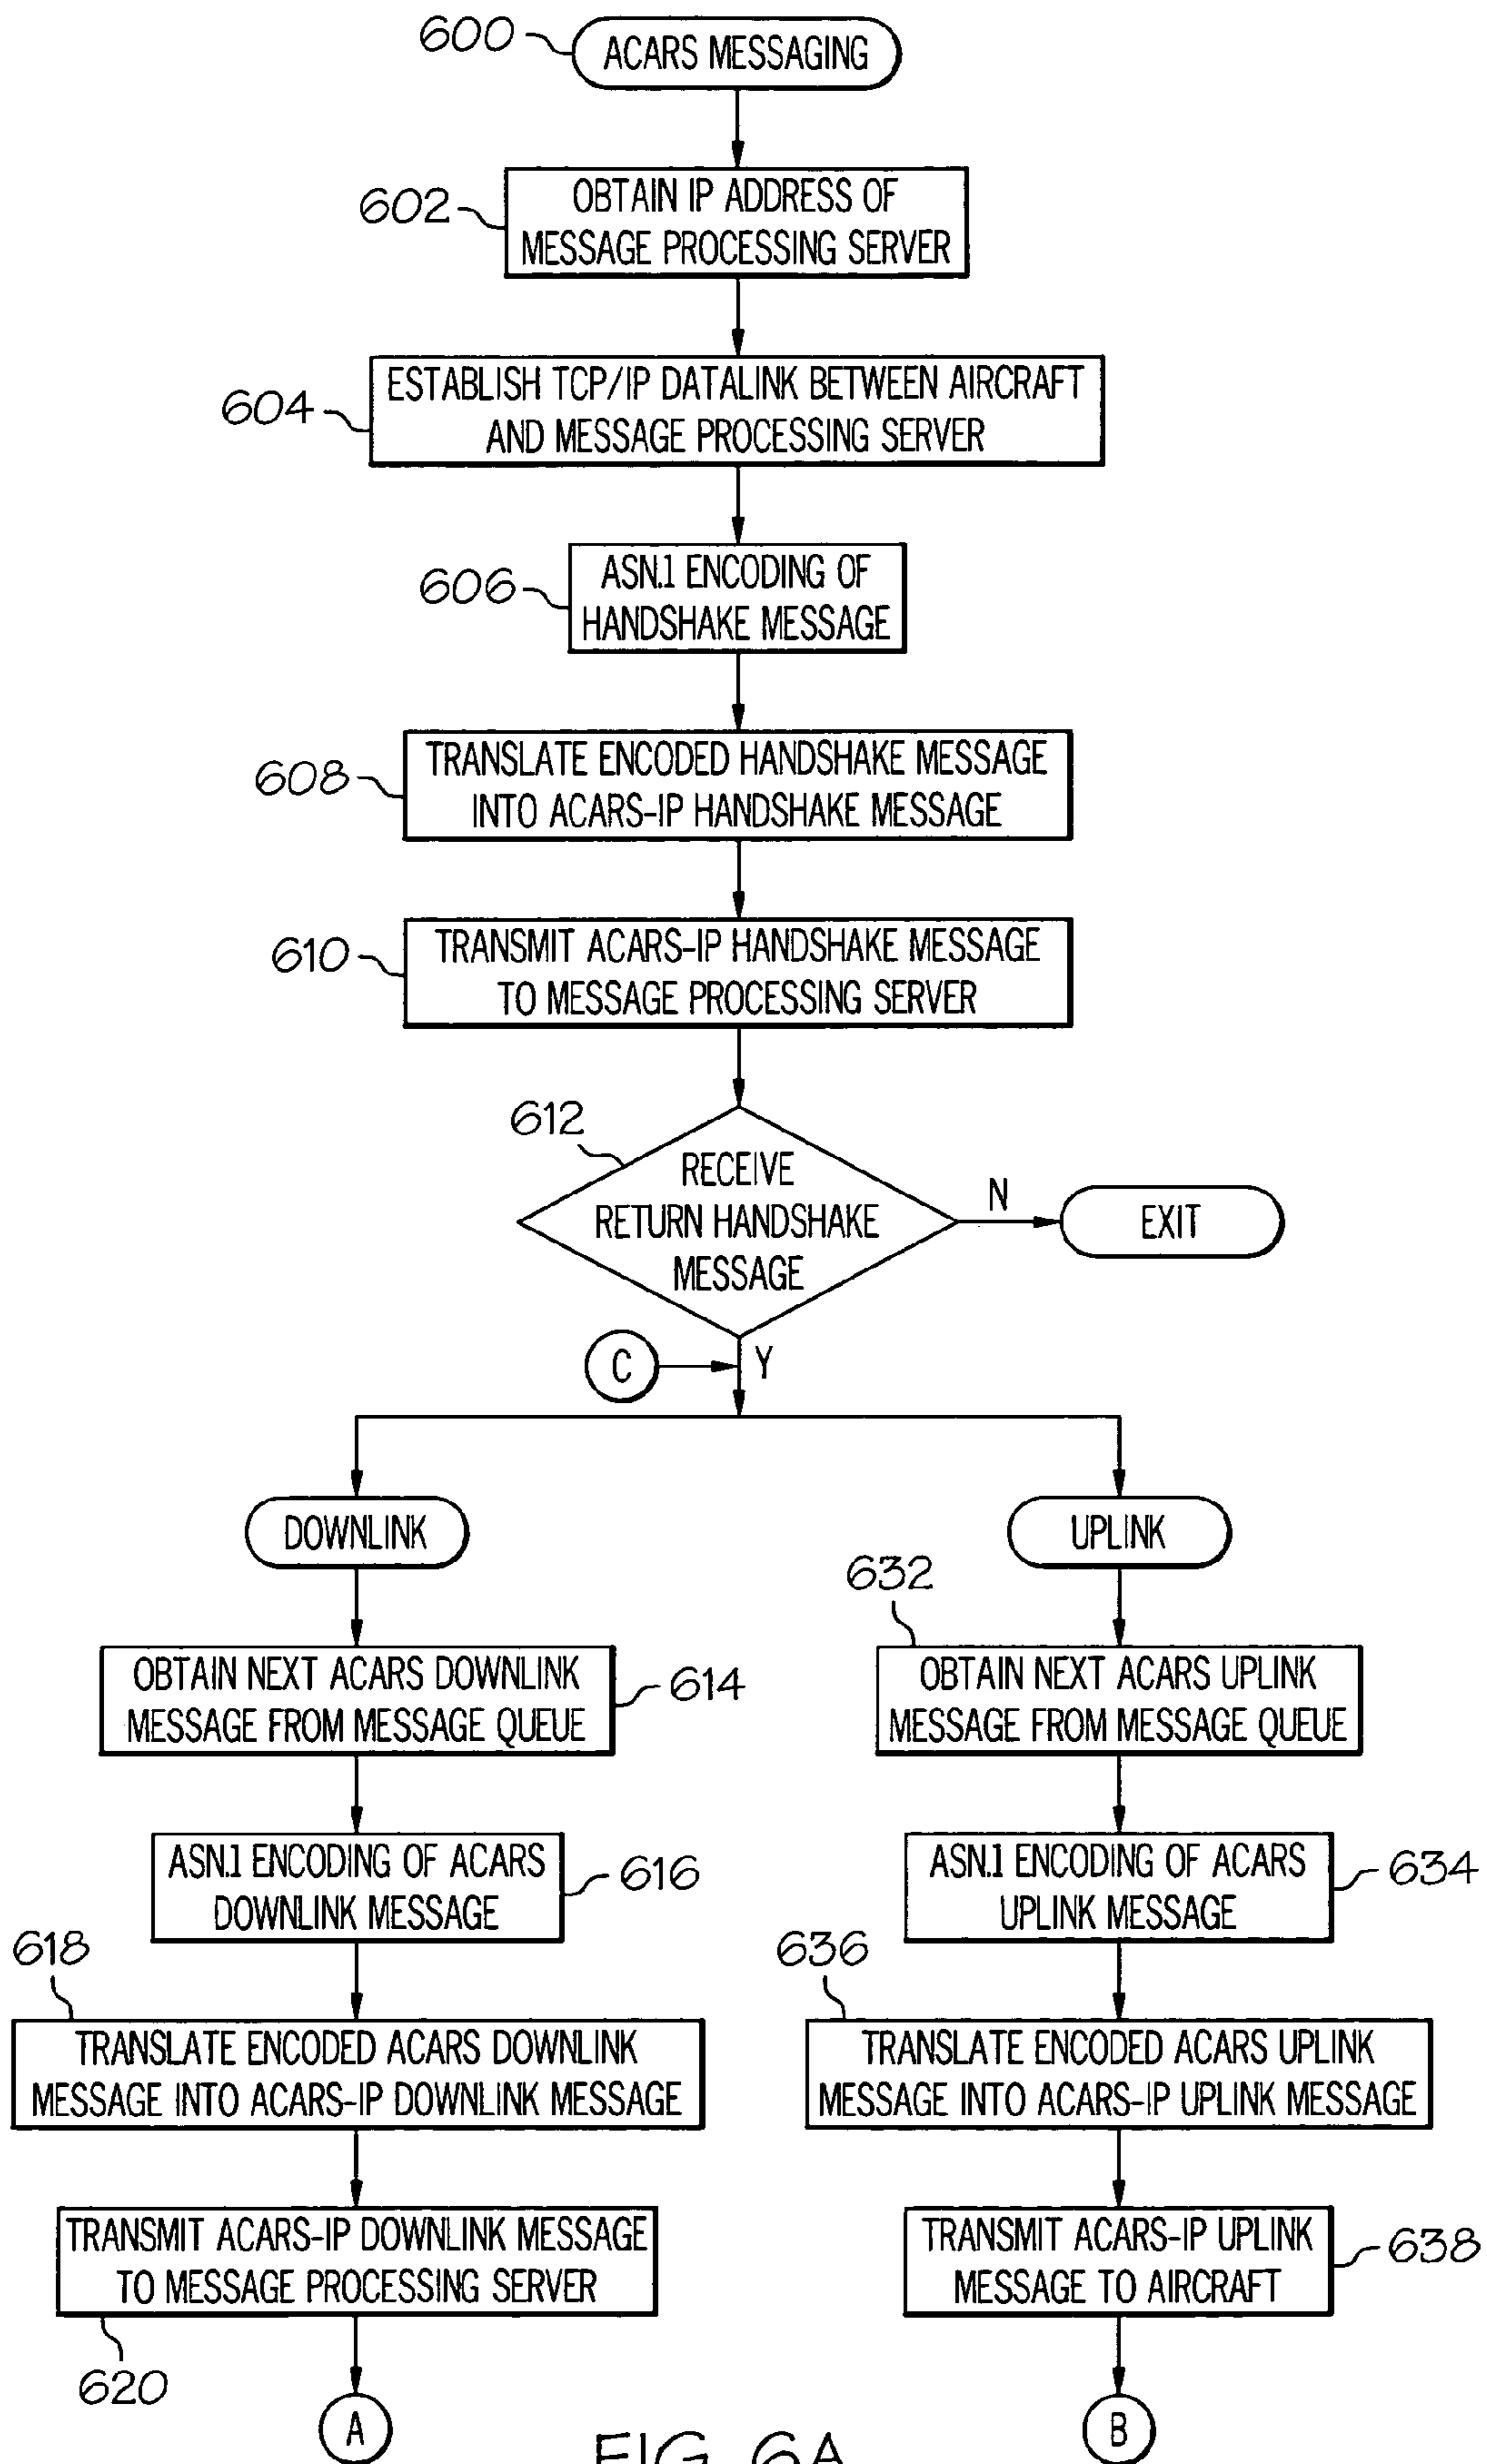 600
ACARS MESSAGING
602
OBTAIN IP ADDRESS OF
MESSAGE PROCESSING SERVER
604
ESTABLISH TCP/IP DATALINK BETWEEN AIRCRAFT
AND MESSAGE PROCESSING SERVER
606
ASN.1 ENCODING OF
HANDSHAKE MESSAGE
608
TRANSLATE ENCODED HANDSHAKE MESSAGE
INTO ACARS-IP HANDSHAKE MESSAGE
610
TRANSMIT ACARS-IP HANDSHAKE MESSAGE
TO MESSAGE PROCESSING SERVER
612
RECEIVE
RETURN HANDSHAKE
MESSAGE
N
EXIT
C
Y
DOWNLINK
OBTAIN NEXT ACARS DOWNLINK
MESSAGE FROM MESSAGE QUEUE
614
ASN.1 ENCODING OF ACARS
DOWNLINK MESSAGE
616
618
TRANSLATE ENCODED ACARS DOWNLINK
MESSAGE INTO ACARS-IP DOWNLINK MESSAGE
TRANSMIT ACARS-IP DOWNLINK MESSAGE
TO MESSAGE PROCESSING SERVER
620
A
UPLINK
632
OBTAIN NEXT ACARS UPLINK
MESSAGE FROM MESSAGE QUEUE
ASN.1 ENCODING OF ACARS
UPLINK MESSAGE
634
636
TRANSLATE ENCODED ACARS UPLINK
MESSAGE INTO ACARS-IP UPLINK MESSAGE
TRANSMIT ACARS-IP UPLINK
MESSAGE TO AIRCRAFT
638
B
FIG. 6A